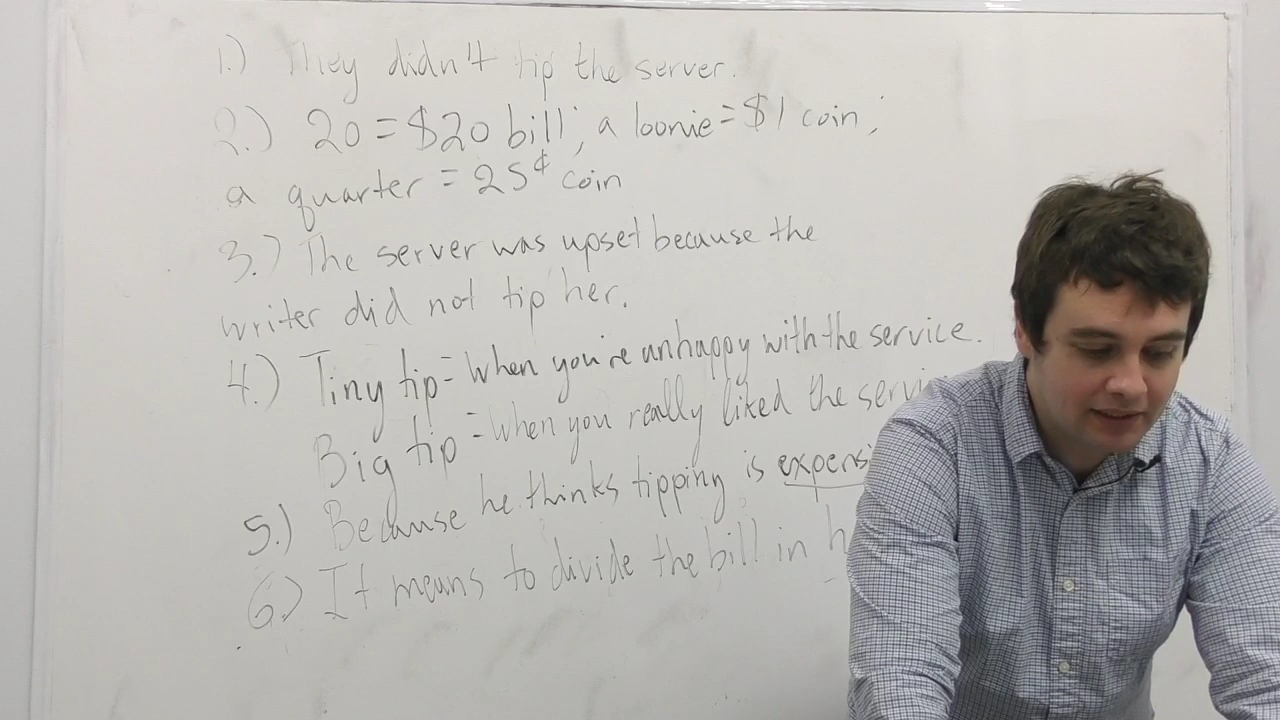 1.) They didn't tip the server.
2.) 20 = $20 bill; a loonie = $1 coin;
a quarter = 25¢ coin
3.) The server was upset because the
writer did not tip her.
4.) Tiny tip = when you're unhappy with the service.
Big tip = when you really liked the
5.) Because he thinks tipping is
6.) It means to divide the bill in